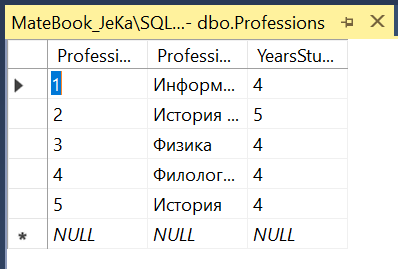 MateBook_JeKa\SQL...- dbo.Professions
Professi... Professi... YearsStu...
1 Информ... 4
2 История ... 5
3 Физика 4
4 Филолог... 4
5 История 4
NULL NULL NULL